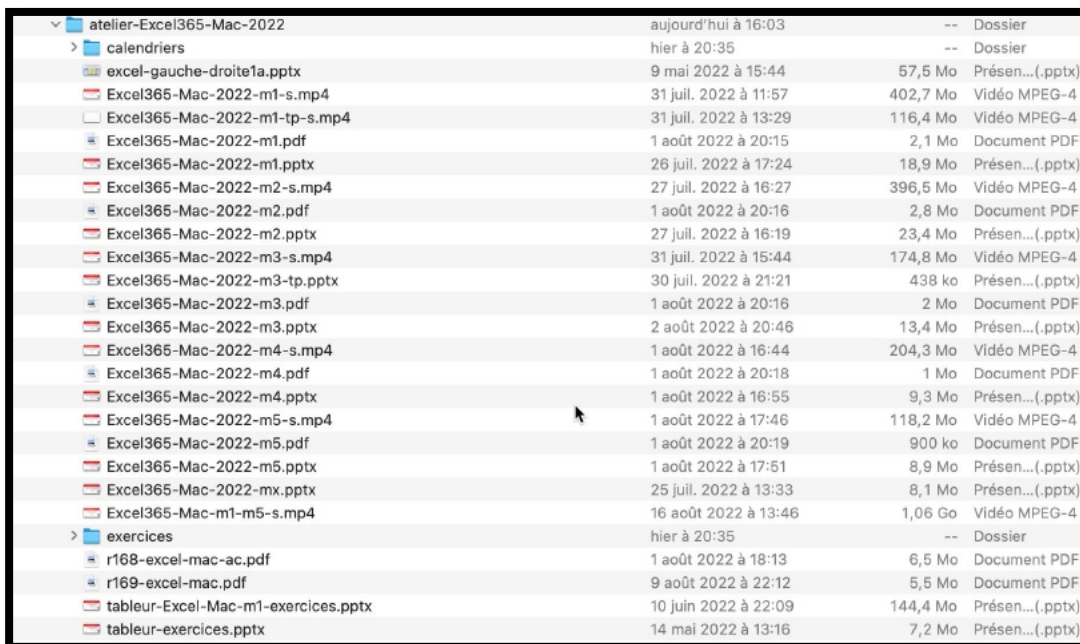 atelier-Excel365-Mac-2022 aujourd'hui à 16:03 -- Dossier
calendriers hier à 20:35 -- Dossier
excel-gauche-droite1a.pptx 9 mai 2022 à 15:44 57,5 Mo Présen...(.pptx)
Excel365-Mac-2022-m1-s.mp4 31 juil. 2022 à 11:57 402,7 Mo Vidéo MPEG-4
Excel365-Mac-2022-m1-tp-s.mp4 31 juil. 2022 à 13:29 116,4 Mo Vidéo MPEG-4
Excel365-Mac-2022-m1.pdf 1 août 2022 à 20:15 2,1 Mo Document PDF
Excel365-Mac-2022-m1.pptx 26 juil. 2022 à 17:24 18,9 Mo Présen...(.pptx)
Excel365-Mac-2022-m2-s.mp4 27 juil. 2022 à 16:27 396,5 Mo Vidéo MPEG-4
Excel365-Mac-2022-m2.pdf 1 août 2022 à 20:16 2,8 Mo Document PDF
Excel365-Mac-2022-m2.pptx 27 juil. 2022 à 16:19 23,4 Mo Présen...(.pptx)
Excel365-Mac-2022-m3-s.mp4 31 juil. 2022 à 15:44 174,8 Mo Vidéo MPEG-4
Excel365-Mac-2022-m3-tp.pptx 30 juil. 2022 à 21:21 438 ko Présen...(.pptx)
Excel365-Mac-2022-m3.pdf 1 août 2022 à 20:16 2 Mo Document PDF
Excel365-Mac-2022-m3.pptx 2 août 2022 à 20:46 13,4 Mo Présen...(.pptx)
Excel365-Mac-2022-m4-s.mp4 1 août 2022 à 16:44 204,3 Mo Vidéo MPEG-4
Excel365-Mac-2022-m4.pdf 1 août 2022 à 20:18 1 Mo Document PDF
Excel365-Mac-2022-m4.pptx 1 août 2022 à 16:55 9,3 Mo Présen...(.pptx)
Excel365-Mac-2022-m5-s.mp4 1 août 2022 à 17:46 118,2 Mo Vidéo MPEG-4
Excel365-Mac-2022-m5.pdf 1 août 2022 à 20:19 900 ko Document PDF
Excel365-Mac-2022-m5.pptx 1 août 2022 à 17:51 8,9 Mo Présen...(.pptx)
Excel365-Mac-2022-mx.pptx 25 juil. 2022 à 13:33 8,1 Mo Présen...(.pptx)
Excel365-Mac-m1-m5-s.mp4 16 août 2022 à 13:46 1,06 Go Vidéo MPEG-4
exercices hier à 20:35 -- Dossier
r168-excel-mac-ac.pdf 1 août 2022 à 18:13 6,5 Mo Document PDF
r169-excel-mac.pdf 9 août 2022 à 22:12 5,5 Mo Document PDF
tableur-Excel-Mac-m1-exercices.pptx 10 juin 2022 à 22:09 144,4 Mo Présen...(.pptx)
tableur-exercices.pptx 14 mai 2022 à 13:16 7,2 Mo Présen...(.pptx)